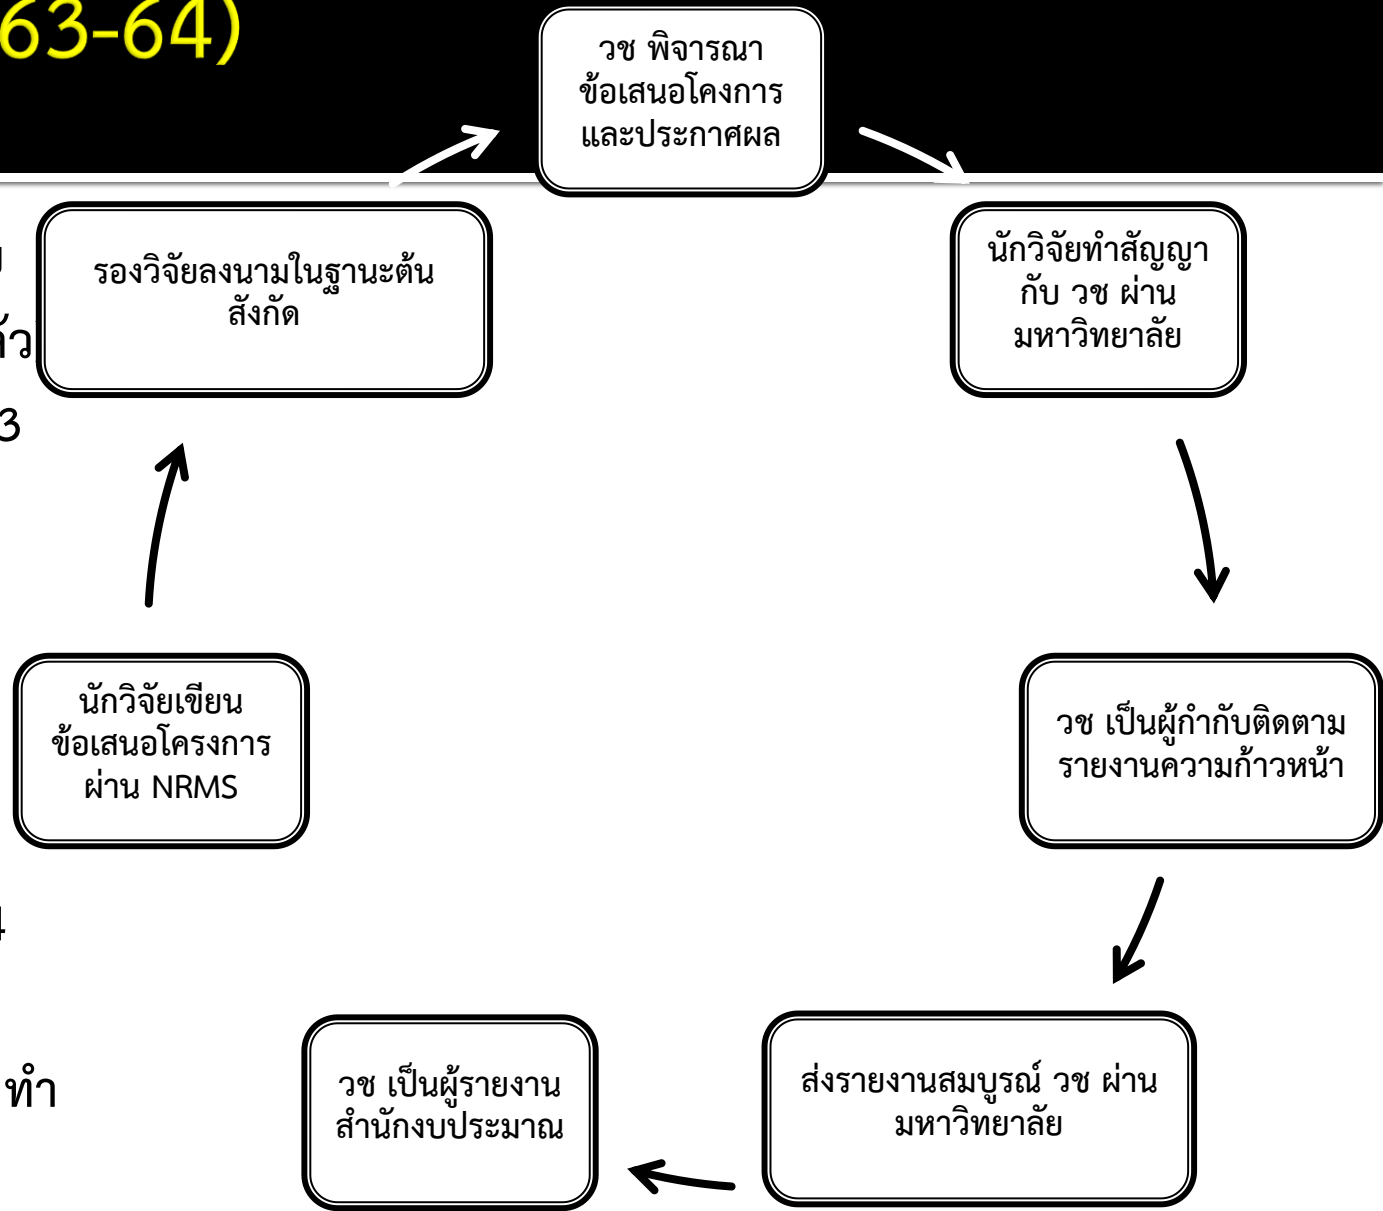 63-64)
วช พิจารณา
ข้อเสนอโคงการ
และประกาศผล
รองวิจัยลงนามในฐานะต้น
สังกัด
นักวิจัยทำสัญญา
กับ วช ผ่าน
มหาวิทยาลัย
3
นักวิจัยเขียน
ข้อเสนอโครงการ
ผ่าน NRMS
วช เป็นผู้กำกับติดตาม
รายงานความก้าวหน้า
4
ทำ
วช เป็นผู้รายงาน
สำนักงบประมาณ
ส่งรายงานสมบูรณ์ วช ผ่าน
มหาวิทยาลัย